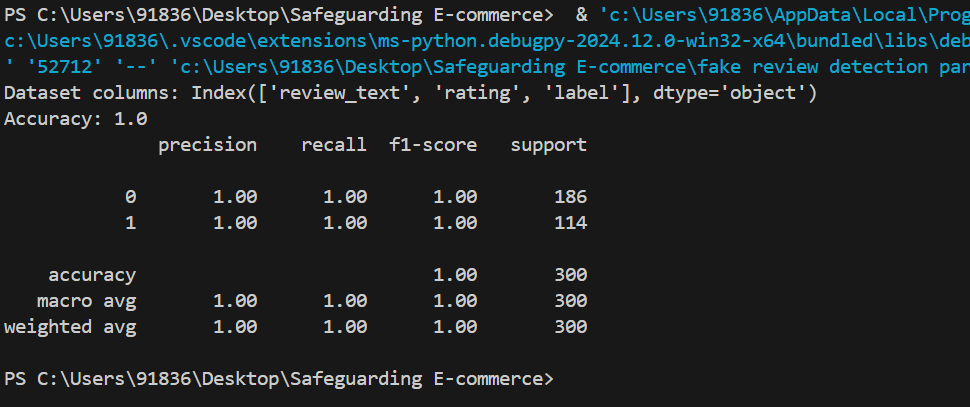 PS C:\Users\91836\Desktop\Safeguarding E-commerce>  & 'c:\Users\91836\AppData\Local\Prog
c:\Users\91836\.vscode\extensions\ms-python.debugpy-2024.12.0-win32-x64\bundled\libs\deb
' '52712' '--' 'c:\Users\91836\Desktop\Safeguarding E-commerce\fake review detection par
Dataset columns: Index(['review_text', 'rating', 'label'], dtype='object')
Accuracy: 1.0
precision recall f1-score support
0 1.00 1.00 1.00 186
1 1.00 1.00 1.00 114
accuracy 1.00 300
macro avg 1.00 1.00 1.00 300
weighted avg 1.00 1.00 1.00 300
PS C:\Users\91836\Desktop\Safeguarding E-commerce>